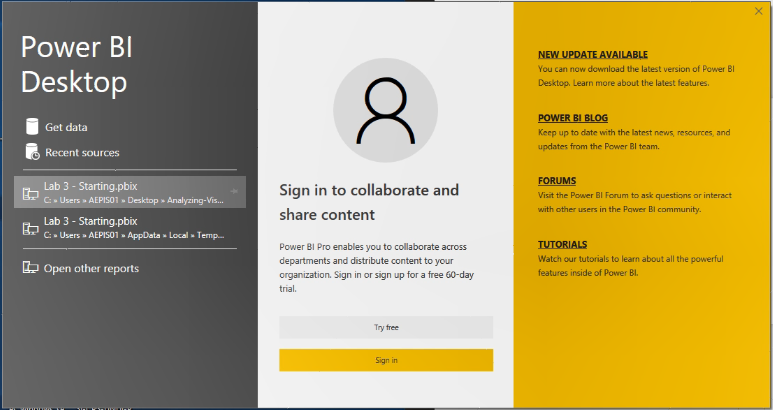 Power BI
Desktop
Get data
Recent sources
Lab 3 - Starting.pbix
C: » Users » AEPIS01 » Desktop » Analyzing-Vis...
Lab 3 - Starting.pbix
C: » Users » AEPIS01 » AppData » Local » Temp...
Open other reports
Sign in to collaborate and
share content
Power BI Pro enables you to collaborate across
departments and distribute content to your
organization. Sign in or sign up for a free 60-day
trial.
Try free
Sign in
NEW UPDATE AVAILABLE
You can now download the latest version of Power BI
Desktop. Learn more about the latest features.
POWER BI BLOG
Keep up to date with the latest news, resources, and
updates from the Power BI team.
FORUMS
Visit the Power BI Forum to ask questions or interact
with other users in the Power BI community.
TUTORIALS
Watch our tutorials to learn about all the powerful
features inside of Power BI.